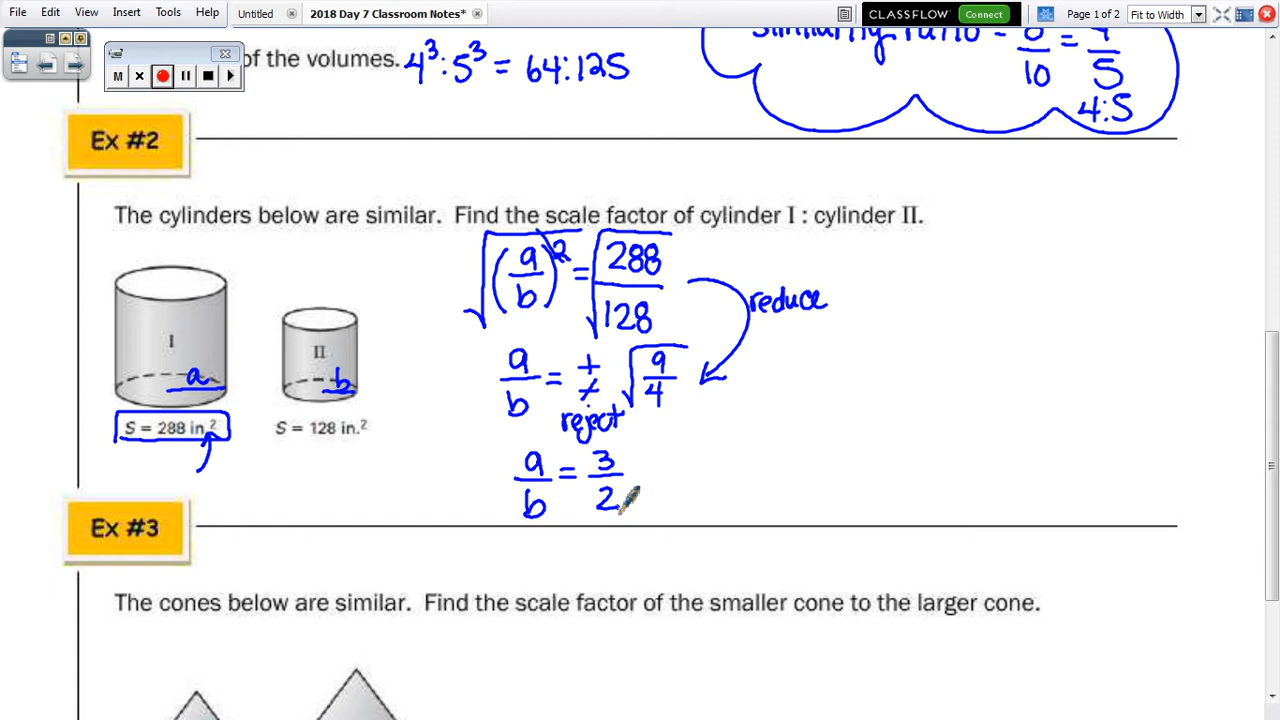 File Edit View Insert Tools Help
Untitled
2018 Day 7 Classroom Notes*
CLASSFLOW Connect
Page 1 of 2
Fit to Width
M
of the volumes. 4³:5³ = 64:125
Similarity ratio = 8/10 = 4/5
4:5
Ex #2
The cylinders below are similar. Find the scale factor of cylinder I : cylinder II.
√(a/b)² = √288/128
reduce
I
II
a
b
a/b = ± √9/4
reject
S = 288 in.²
S = 128 in.²
a/b = 3/2
Ex #3
The cones below are similar. Find the scale factor of the smaller cone to the larger cone.